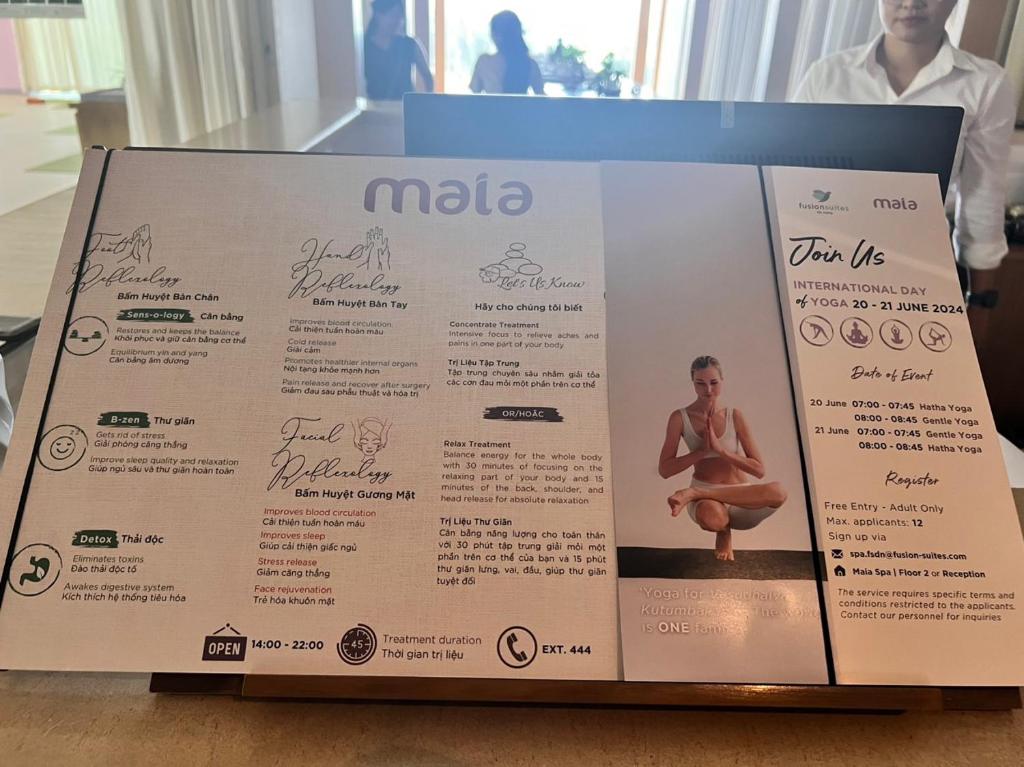 maia
Foot
Reflexology
Bấm Huyệt Bàn Chân
Sens-o-logy Cân bằng
Restores and keeps the balance
Khôi phục và giữ cân bằng cơ thể
Equilibrium yin and yang
Cân bằng âm dương
B-zen Thư giãn
Gets rid of stress
Giải phóng căng thẳng
Improve sleep quality and relaxation
Giúp ngủ sâu và thư giãn hoàn toàn
Detox Thải độc
Eliminates toxins
Đào thải độc tố
Awakes digestive system
Kích thích hệ thống tiêu hóa
Hand
Reflexology
Bấm Huyệt Bàn Tay
Improves blood circulation
Cải thiện tuần hoàn máu
Cold release
Giải cảm
Promotes healthier internal organs
Nội tạng khỏe mạnh hơn
Pain release and recover after surgery
Giảm đau sau phẫu thuật và hóa trị
Facial
Reflexology
Bấm Huyệt Gương Mặt
Improves blood circulation
Cải thiện tuần hoàn máu
Improves sleep
Giúp cải thiện giấc ngủ
Stress release
Giảm căng thẳng
Face rejuvenation
Trẻ hóa khuôn mặt
Let's Us Know
Hãy cho chúng tôi biết
Concentrate Treatment
Intensive focus to relieve aches and
pains in one part of your body
Trị Liệu Tập Trung
Tập trung chuyên sâu nhằm giải tỏa
các cơn đau mỏi một phần trên cơ thể
OR/HOẶC
Relax Treatment
Balance energy for the whole body
with 30 minutes of focusing on the
relaxing part of your body and 15
minutes of the back, shoulder, and
head release for absolute relaxation
Trị Liệu Thư Giãn
Cân bằng năng lượng cho toàn thân
với 30 phút tập trung giải mỏi một
phần trên cơ thể của bạn và 15 phút
thư giãn lưng, vai, đầu, giúp thư giãn
tuyệt đối
OPEN 14:00 - 22:00
45 Treatment duration
Thời gian trị liệu
EXT. 444
'Yoga for
Kutumbak The
is ONE
fusionsuites
maia
Join Us
INTERNATIONAL DAY
of YOGA 20 - 21 JUNE 2024
Date of Event
20 June 07:00 - 07:45 Hatha Yoga
08:00 - 08:45 Gentle Yoga
21 June 07:00 - 07:45 Gentle Yoga
08:00 - 08:45 Hatha Yoga
Register
Free Entry - Adult Only
Max. applicants: 12
Sign up via
spa.fsdn@fusion-suites.com
Maia Spa | Floor 2 or Reception
The service requires specific terms and
conditions restricted to the applicants.
Contact our personnel for inquiries